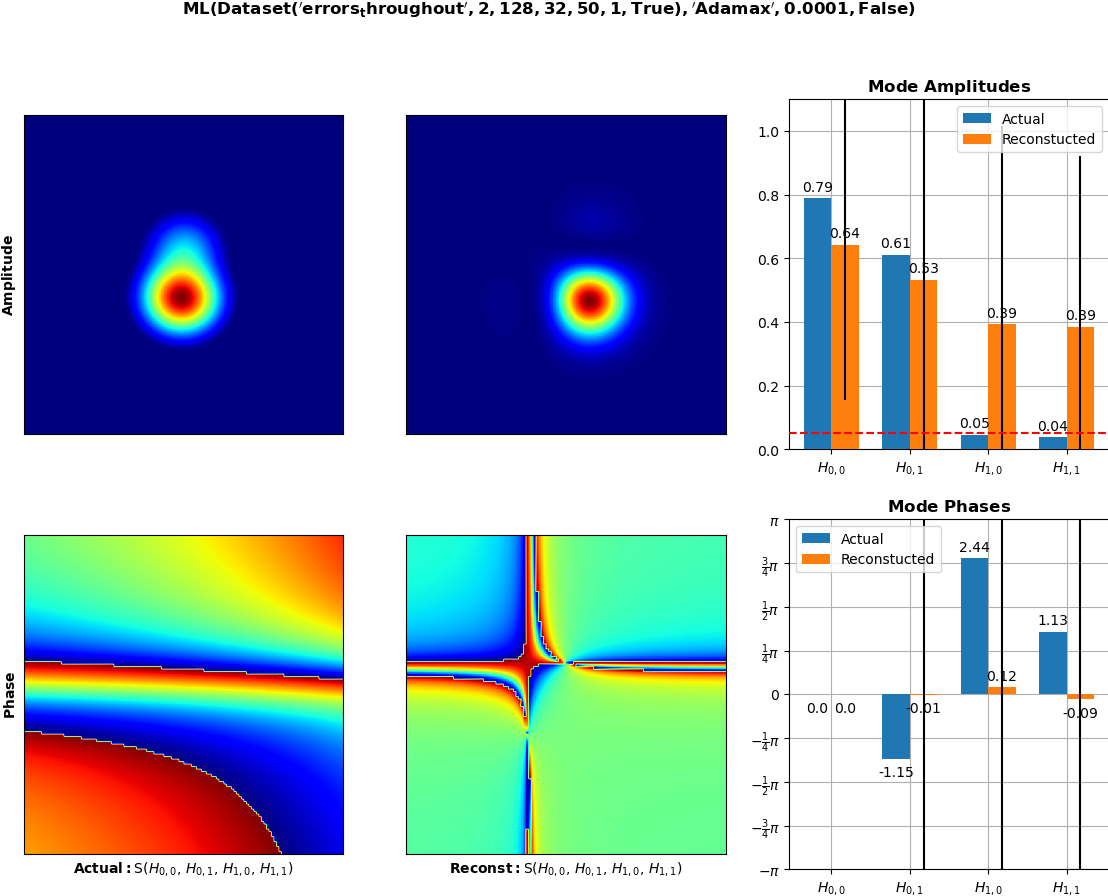 ML(Dataset('errors_throughout', 2, 128, 32, 50, 1, True), 'Adamax', 0.0001, False)
Mode Amplitudes
Amplitude
Actual
Reconstucted
1.0
0.8
0.6
0.4
0.2
0.0
0.79
0.64
0.61
0.53
0.05
0.39
0.04
0.39
H0,0
H0,1
H1,0
H1,1
Mode Phases
Phase
Actual
Reconstucted
π
3/4π
1/2π
1/4π
0
−1/4π
−1/2π
−3/4π
−π
0.0
0.0
-1.15
-0.01
2.44
0.12
1.13
-0.09
H0,0
H0,1
H1,0
H1,1
Actual: S(H0,0, H0,1, H1,0, H1,1)
Reconst: S(H0,0, H0,1, H1,0, H1,1)